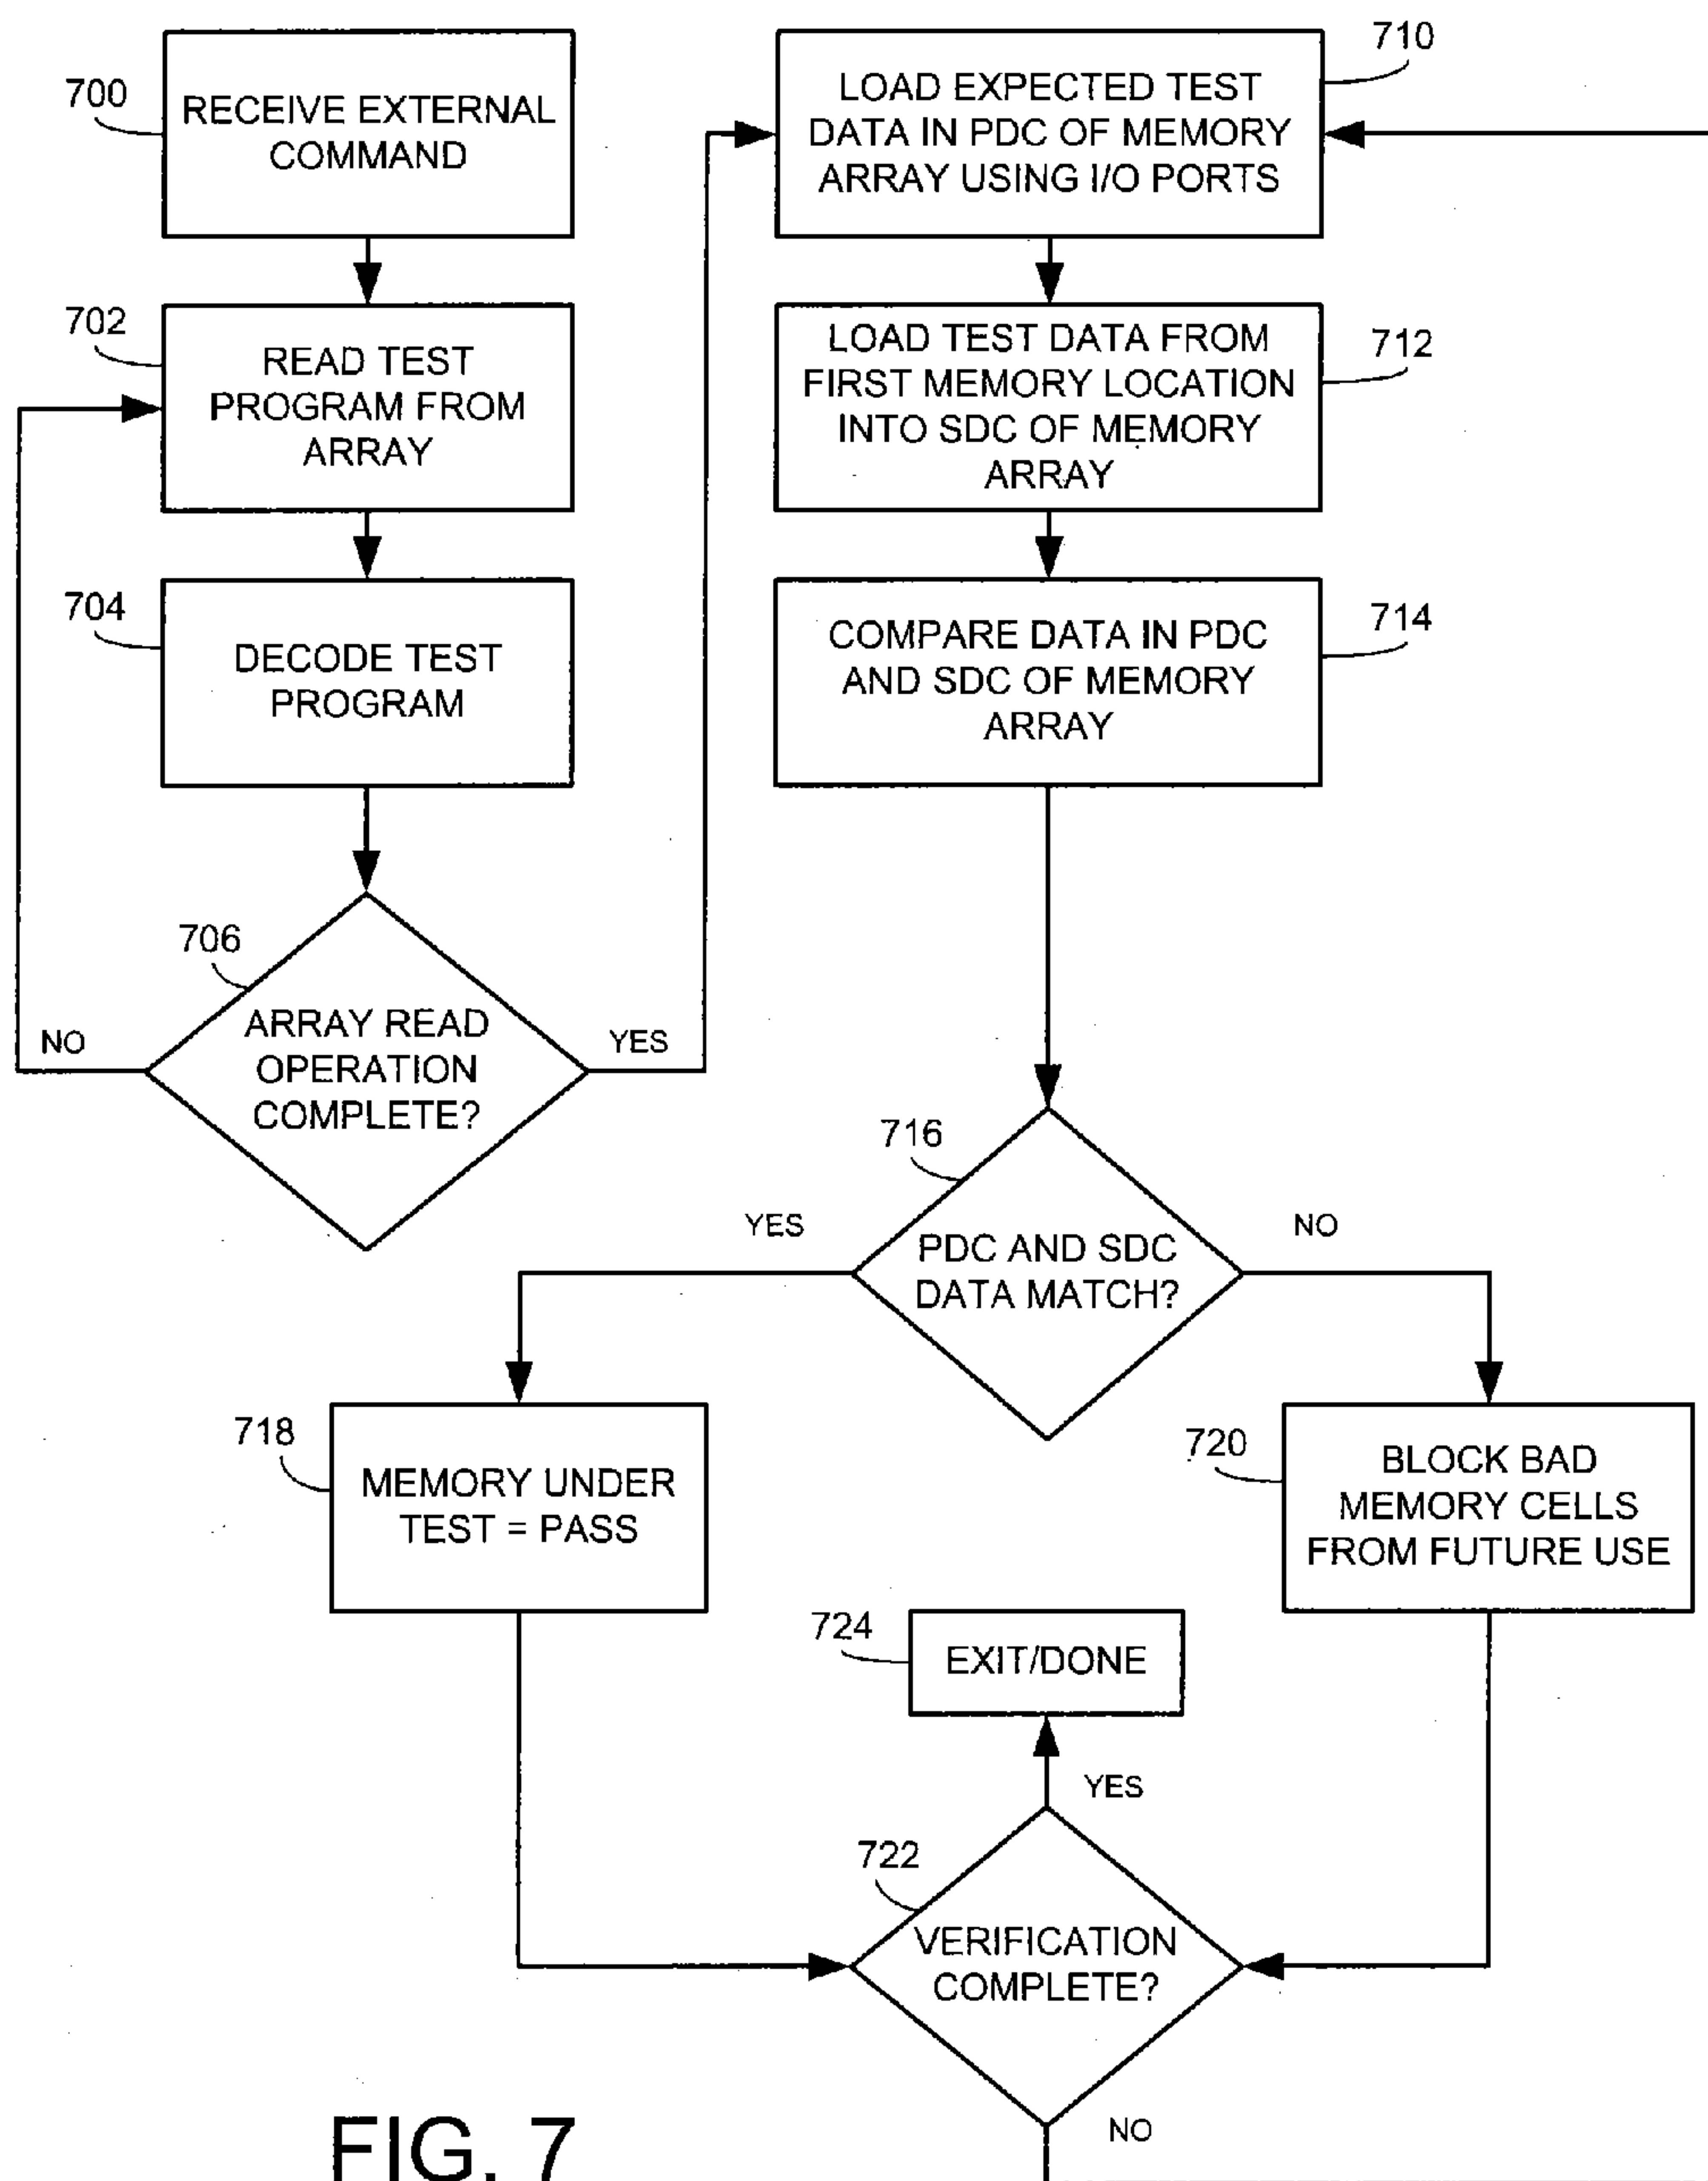 700
RECEIVE EXTERNAL
COMMAND
702
READ TEST
PROGRAM FROM
ARRAY
704
DECODE TEST
PROGRAM
706
ARRAY READ
OPERATION
COMPLETE?
NO
YES
710
LOAD EXPECTED TEST
DATA IN PDC OF MEMORY
ARRAY USING I/O PORTS
712
LOAD TEST DATA FROM
FIRST MEMORY LOCATION
INTO SDC OF MEMORY
ARRAY
714
COMPARE DATA IN PDC
AND SDC OF MEMORY
ARRAY
716
PDC AND SDC
DATA MATCH?
YES
NO
718
MEMORY UNDER
TEST = PASS
720
BLOCK BAD
MEMORY CELLS
FROM FUTURE USE
724
EXIT/DONE
YES
722
VERIFICATION
COMPLETE?
NO
FIG. 7